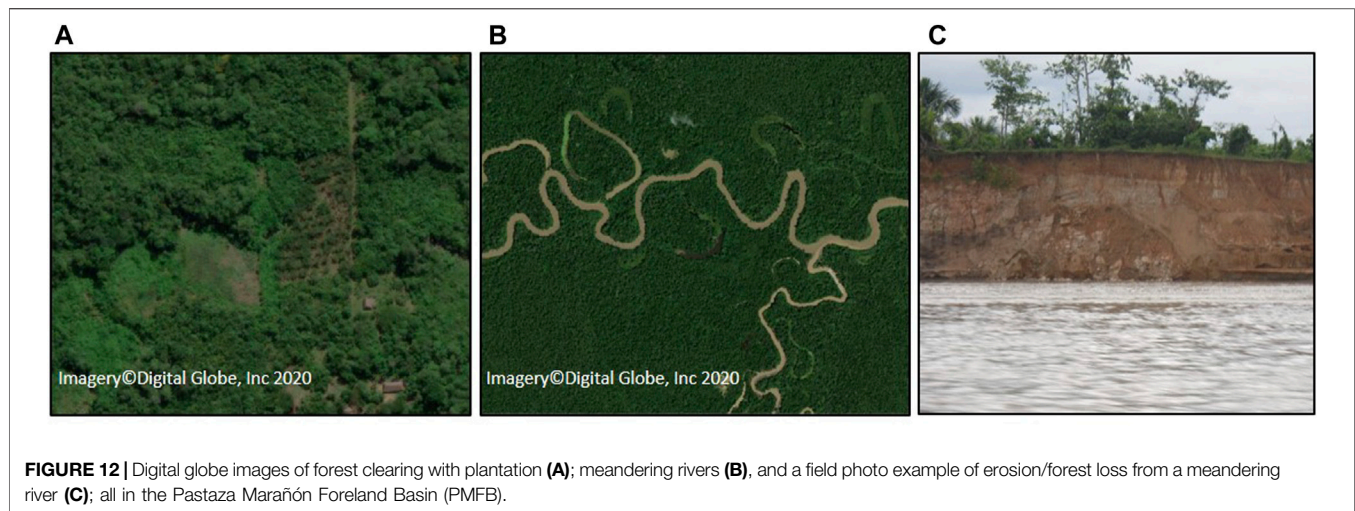 A
B
C
Imagery©Digital Globe, Inc 2020
Imagery©Digital Globe, Inc 2020
FIGURE 12 | Digital globe images of forest clearing with plantation (A); meandering rivers (B), and a field photo example of erosion/forest loss from a meandering
river (C); all in the Pastaza Marañón Foreland Basin (PMFB).